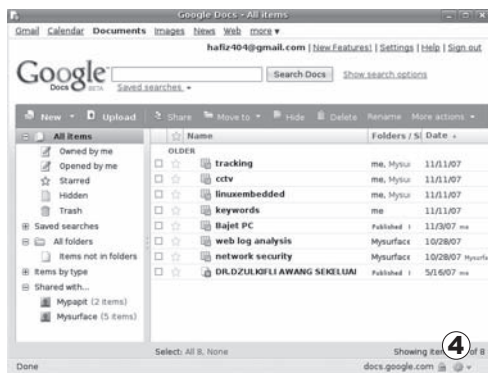 Google Docs - All items
Gmail Calendar Documents Images News Web more ▾
hafiz404@gmail.com | New Features! | Settings | Help | Sign out
Google Docs BETA
Search Docs
Show search options
Saved searches
New Upload Share Move to Hide Delete Rename More actions
All items
Owned by me
Opened by me
Starred
Hidden
Trash
Saved searches
All folders
Items not in folders
Items by type
Shared with...
Mypapit (2 items)
Mysurface (5 items)
Name Folders / Date
OLDER
tracking me, Mysu 11/11/07
cctv me, Mysu 11/11/07
linuxembedded me, Mysu 11/11/07
keywords me 11/11/07
Bajet PC Published 11/3/07 me
web log analysis Mysurface 10/28/07
network security Mysurface 10/28/07
DR.DZULKIFLI AWANG SEKELUAI Published 5/16/07 me
Select: All 8, None
Showing of 8
4
Done
docs.google.com